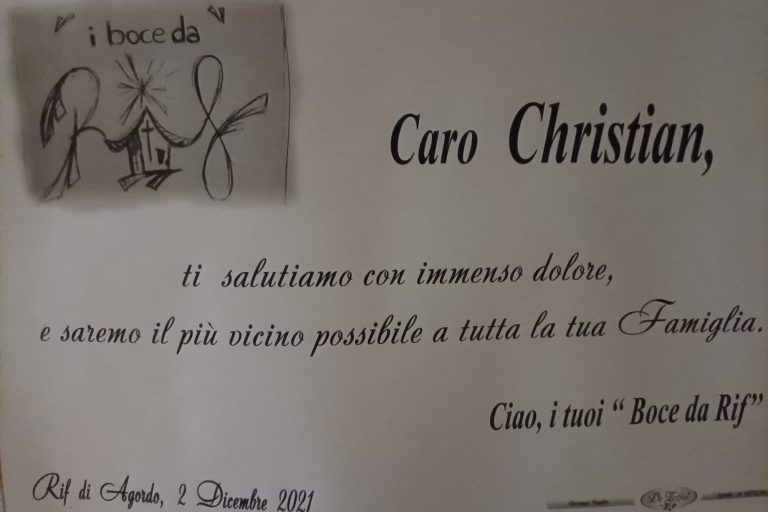 " i boce da "
Rif
Caro Christian,
ti salutiamo con immenso dolore,
e saremo il più vicino possibile a tutta la tua Famiglia.
Ciao, i tuoi “ Boce da Rif”
Rif di Agordo, 2 Dicembre 2021